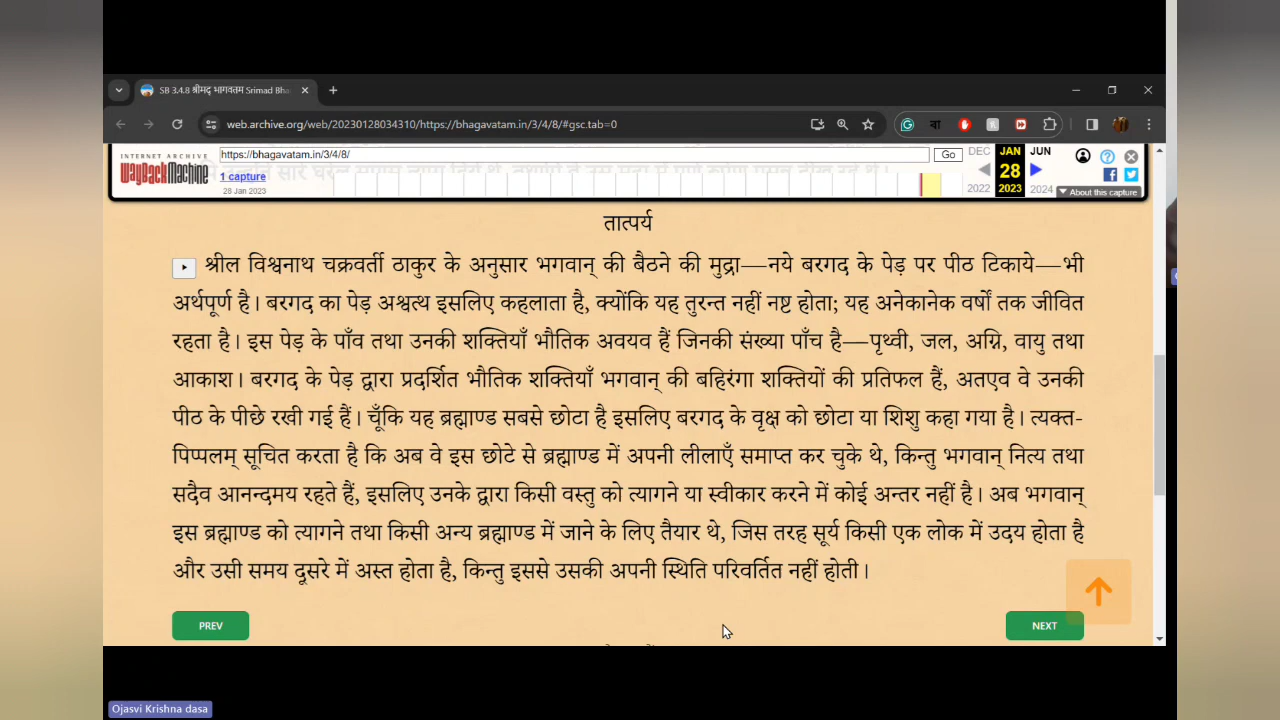 SB 3.4.8 श्रीमद् भागवतम Srimad Bha
web.archive.org/web/20230128034310/https://bhagavatam.in/3/4/8/#gsc.tab=0
INTERNET ARCHIVE
WayBackMachine
https://bhagavatam.in/3/4/8/
Go
DEC JAN JUN
1 capture
28
28 Jan 2023
2022 2023 2024
About this capture
तात्पर्य
श्रील विश्वनाथ चक्रवर्ती ठाकुर के अनुसार भगवान् की बैठने की मुद्रा—नये बरगद के पेड़ पर पीठ टिकाये—भी
अर्थपूर्ण है। बरगद का पेड़ अश्वत्थ इसलिए कहलाता है, क्योंकि यह तुरन्त नहीं नष्ट होता; यह अनेकानेक वर्षों तक जीवित
रहता है। इस पेड़ के पाँव तथा उनकी शक्तियाँ भौतिक अवयव हैं जिनकी संख्या पाँच है—पृथ्वी, जल, अग्नि, वायु तथा
आकाश। बरगद के पेड़ द्वारा प्रदर्शित भौतिक शक्तियाँ भगवान् की बहिरंगा शक्तियों की प्रतिफल हैं, अतएव वे उनकी
पीठ के पीछे रखी गई हैं। चूँकि यह ब्रह्माण्ड सबसे छोटा है इसलिए बरगद के वृक्ष को छोटा या शिशु कहा गया है। त्यक्त-
पिप्पलम् सूचित करता है कि अब वे इस छोटे से ब्रह्माण्ड में अपनी लीलाएँ समाप्त कर चुके थे, किन्तु भगवान् नित्य तथा
सदैव आनन्दमय रहते हैं, इसलिए उनके द्वारा किसी वस्तु को त्यागने या स्वीकार करने में कोई अन्तर नहीं है। अब भगवान्
इस ब्रह्माण्ड को त्यागने तथा किसी अन्य ब्रह्माण्ड में जाने के लिए तैयार थे, जिस तरह सूर्य किसी एक लोक में उदय होता है
और उसी समय दूसरे में अस्त होता है, किन्तु इससे उसकी अपनी स्थिति परिवर्तित नहीं होती।
PREV
NEXT
Ojasvi Krishna dasa